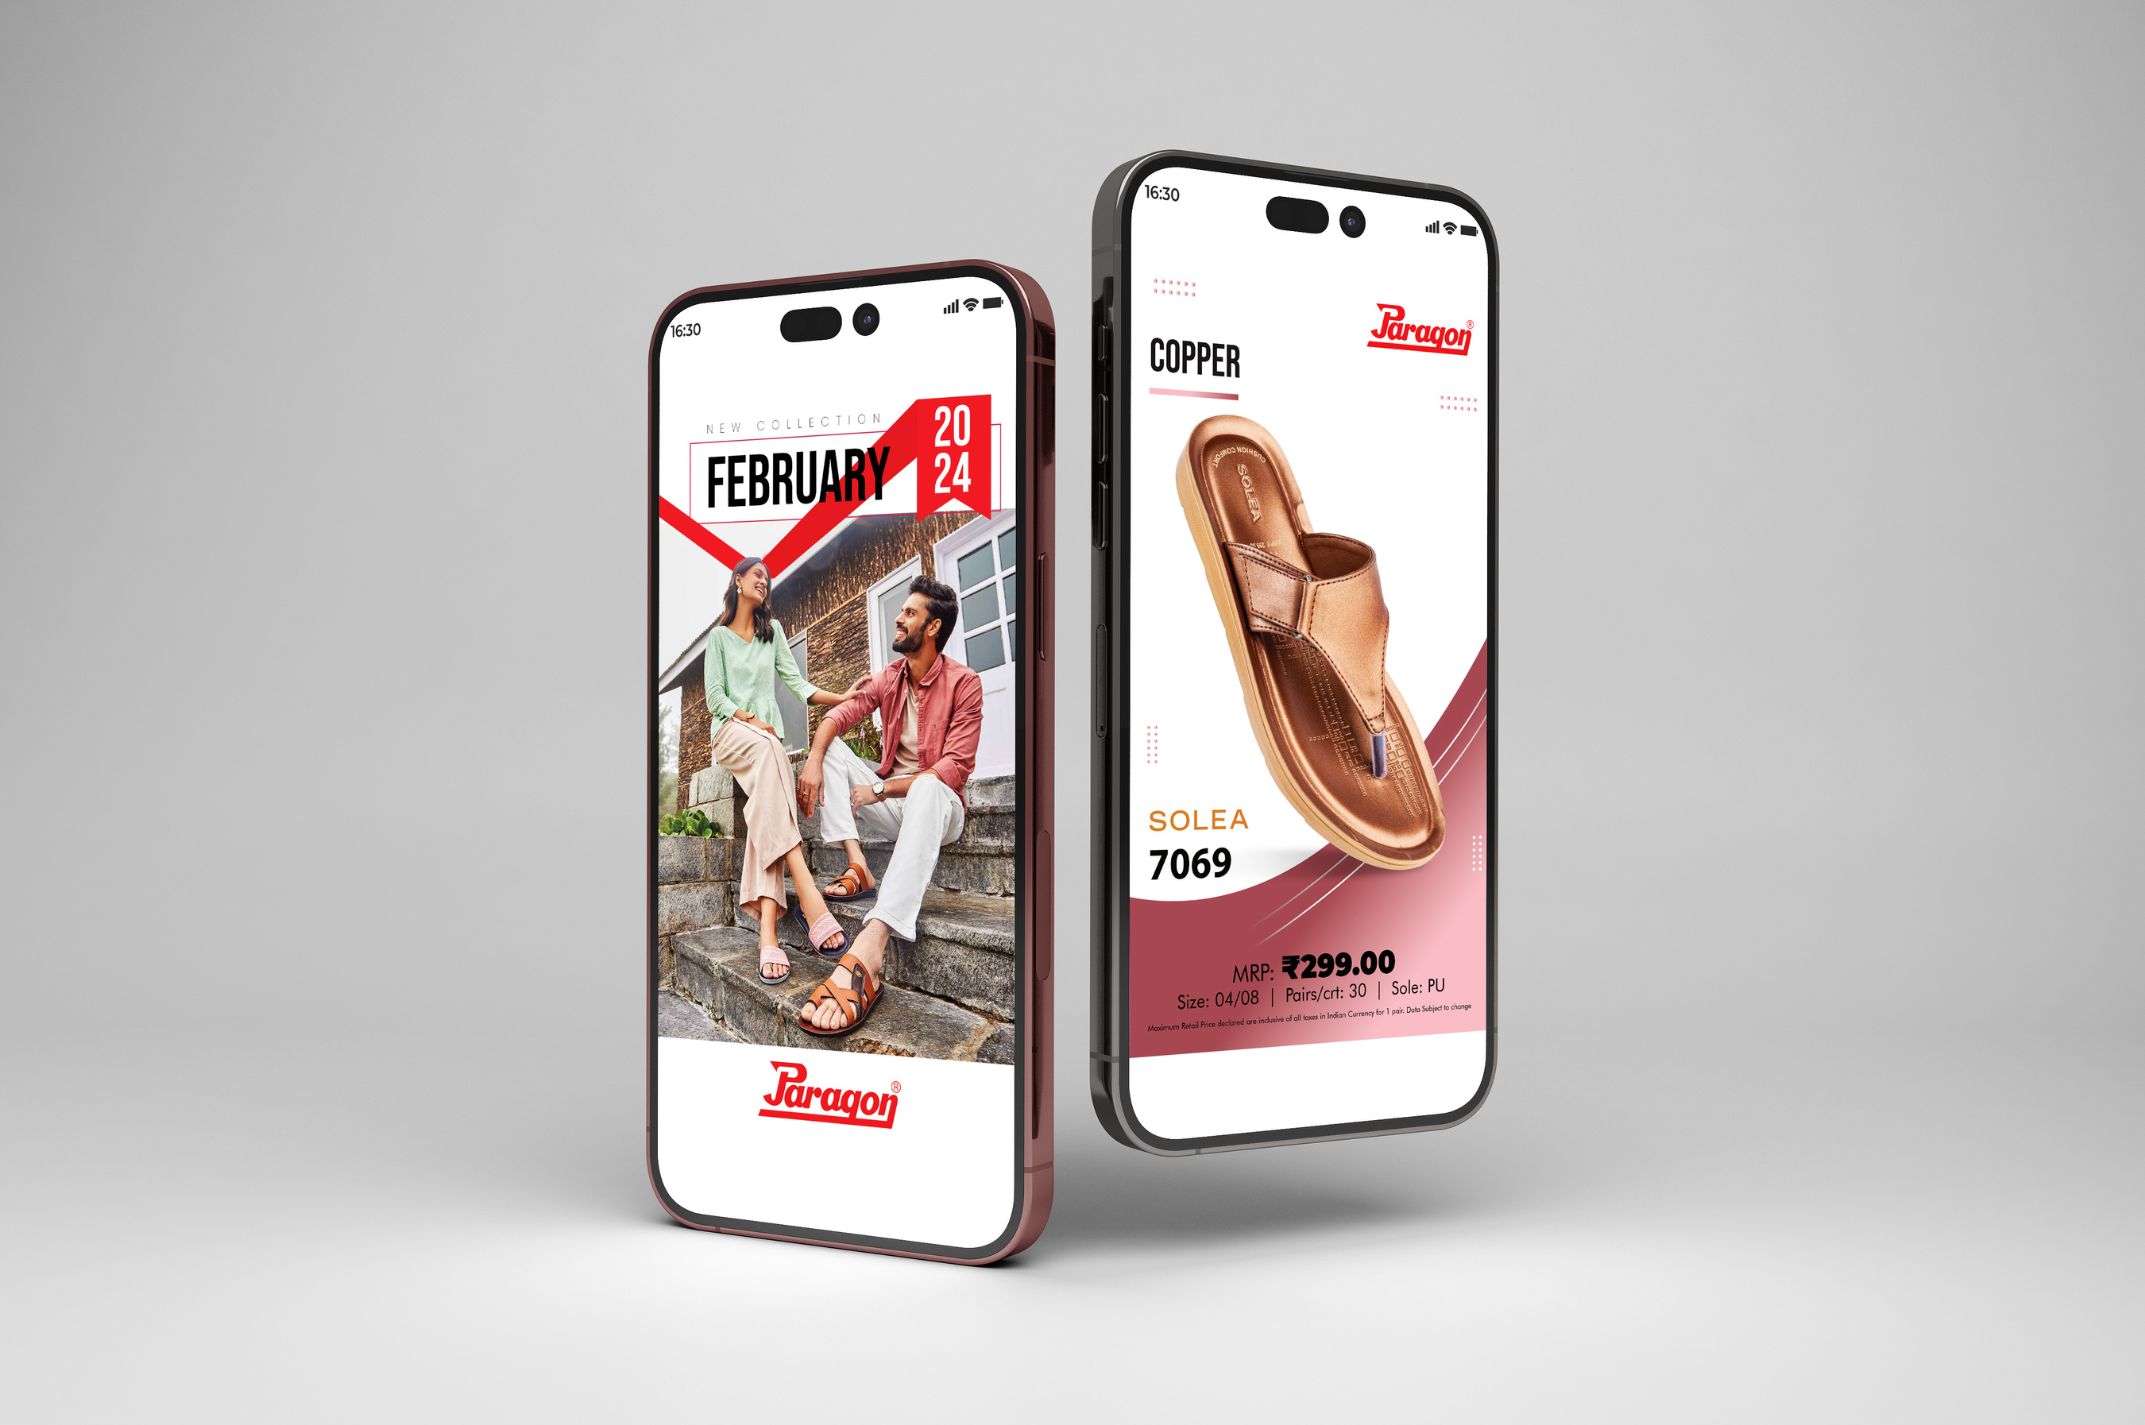 16:30
NEW COLLECTION
FEBRUARY
20
24
Paragon®
16:30
Paragon®
COPPER
CUSHION COMFORT
SOLEA
SOLEA
7069
MRP: ₹299.00
Size: 04/08 | Pairs/crt: 30 | Sole: PU
Maximum Retail Price declared are inclusive of all taxes in Indian Currency for 1 pair. Data Subject to change